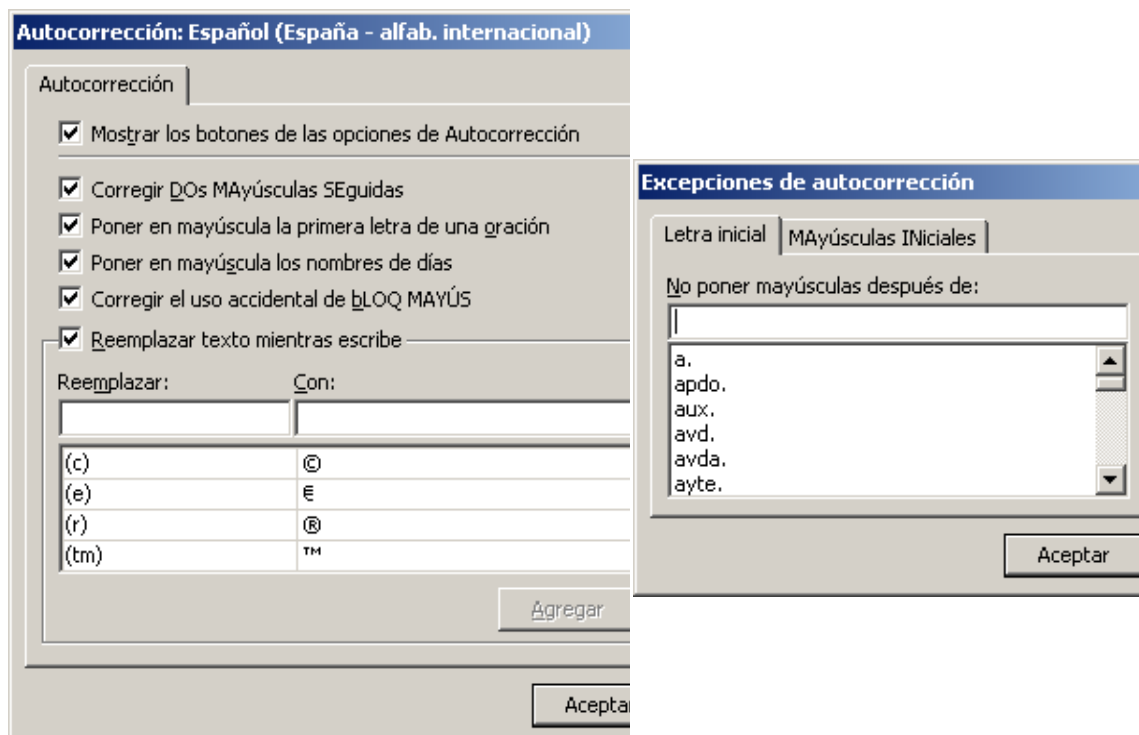 Autocorrección: Español (España - alfab. internacional)
Autocorrección
Mostrar los botones de las opciones de Autocorrección
Corregir DOs MAyúsculas SEguidas
Poner en mayúscula la primera letra de una oración
Poner en mayúscula los nombres de días
Corregir el uso accidental de bLOQ MAYÚS
Reemplazar texto mientras escribe
Reemplazar: Con:
(c) ©
(e) €
(r) ®
(tm) ™
Agregar
Aceptar
Excepciones de autocorrección
Letra inicial MAyúsculas INiciales
No poner mayúsculas después de:
a.
apdo.
aux.
avd.
avda.
ayte.
Aceptar